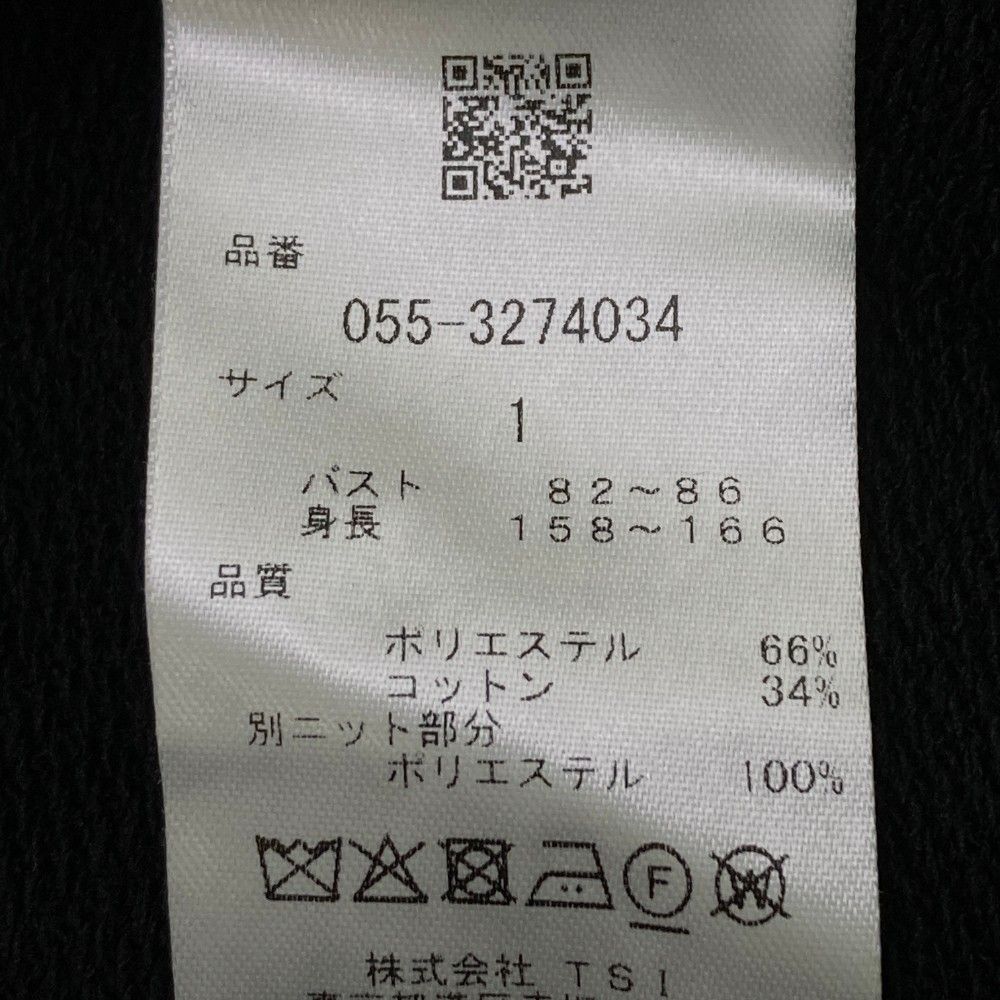 品番
055-3274034
サイズ
1
バスト 82～86
身長 158～166
品質
ポリエステル 66%
コットン 34%
別ニット部分
ポリエステル 100%
F
W
株式会社 TSI